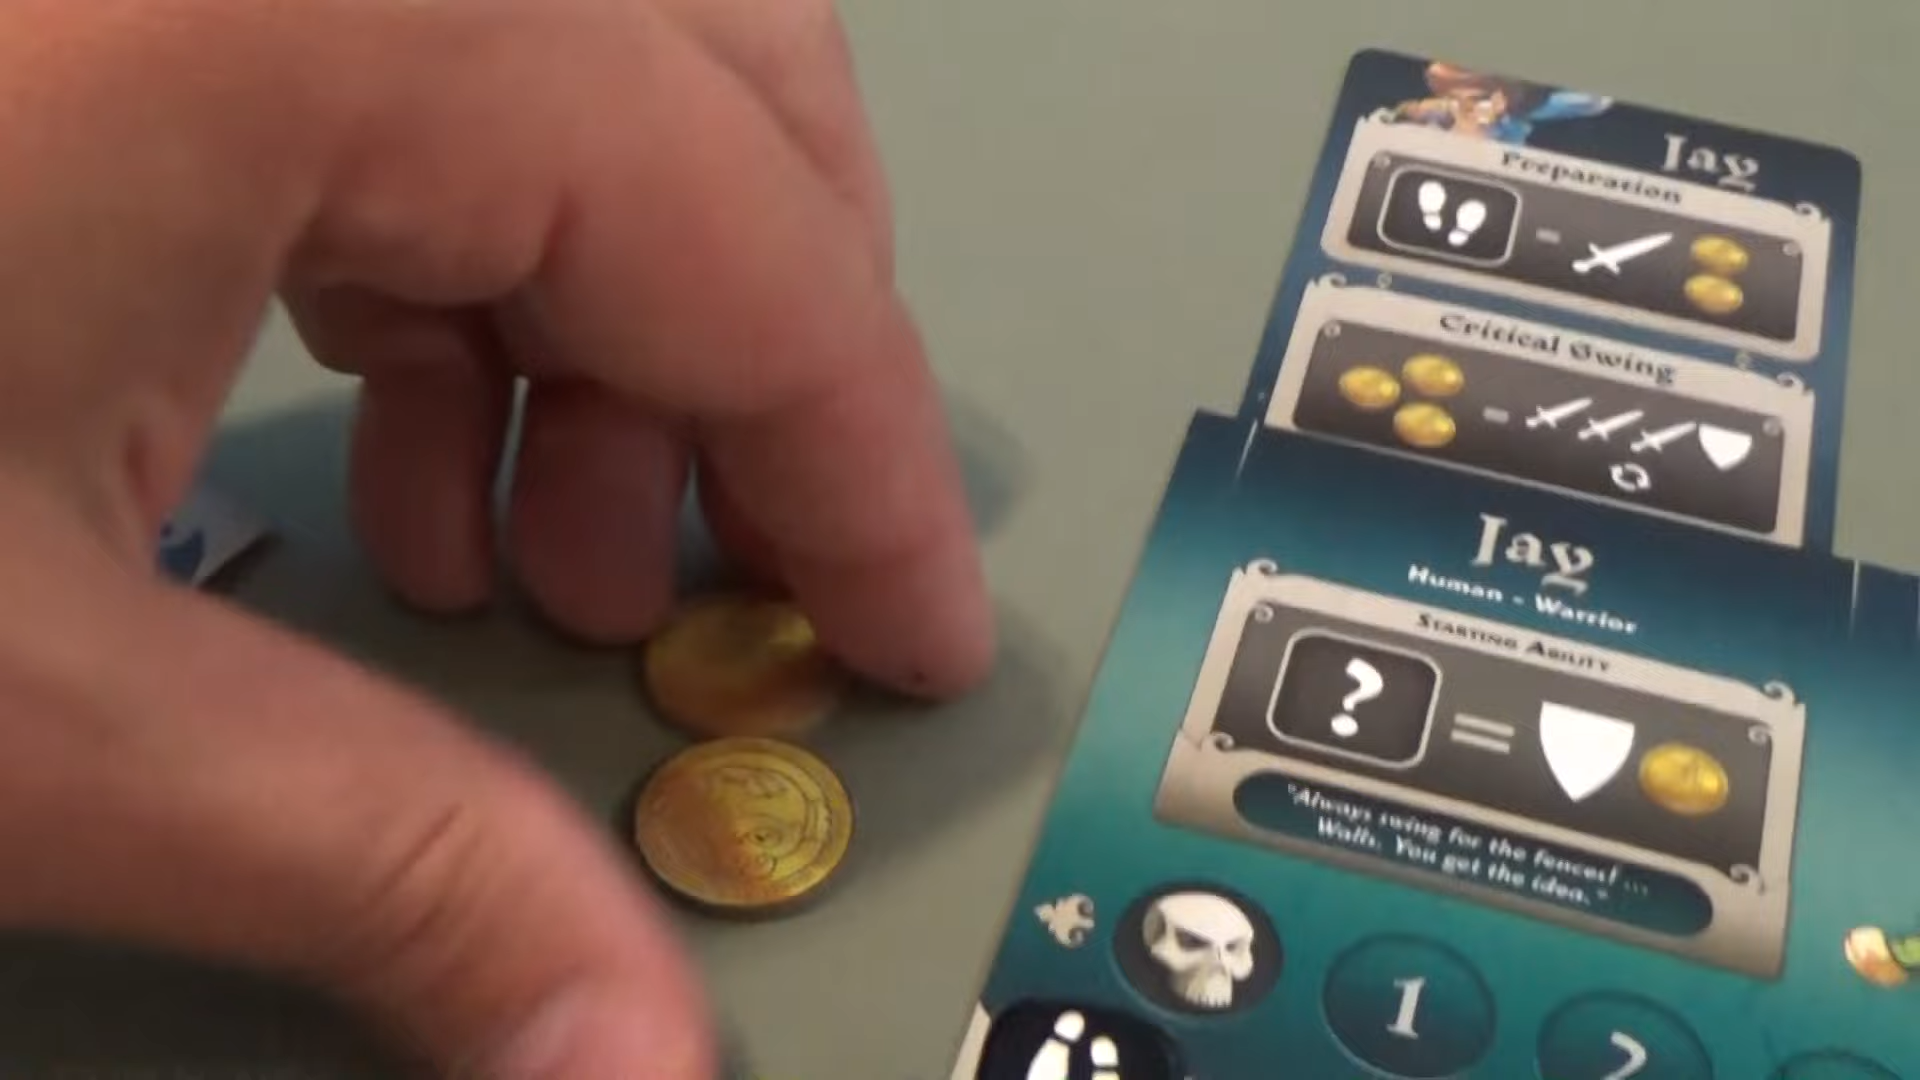 Jay
Preparation
Critical Swing
Jay
Human - Warrior
Starting Ability
?
"Always swing for the fences! ...
Walls. You get the idea."
1
2